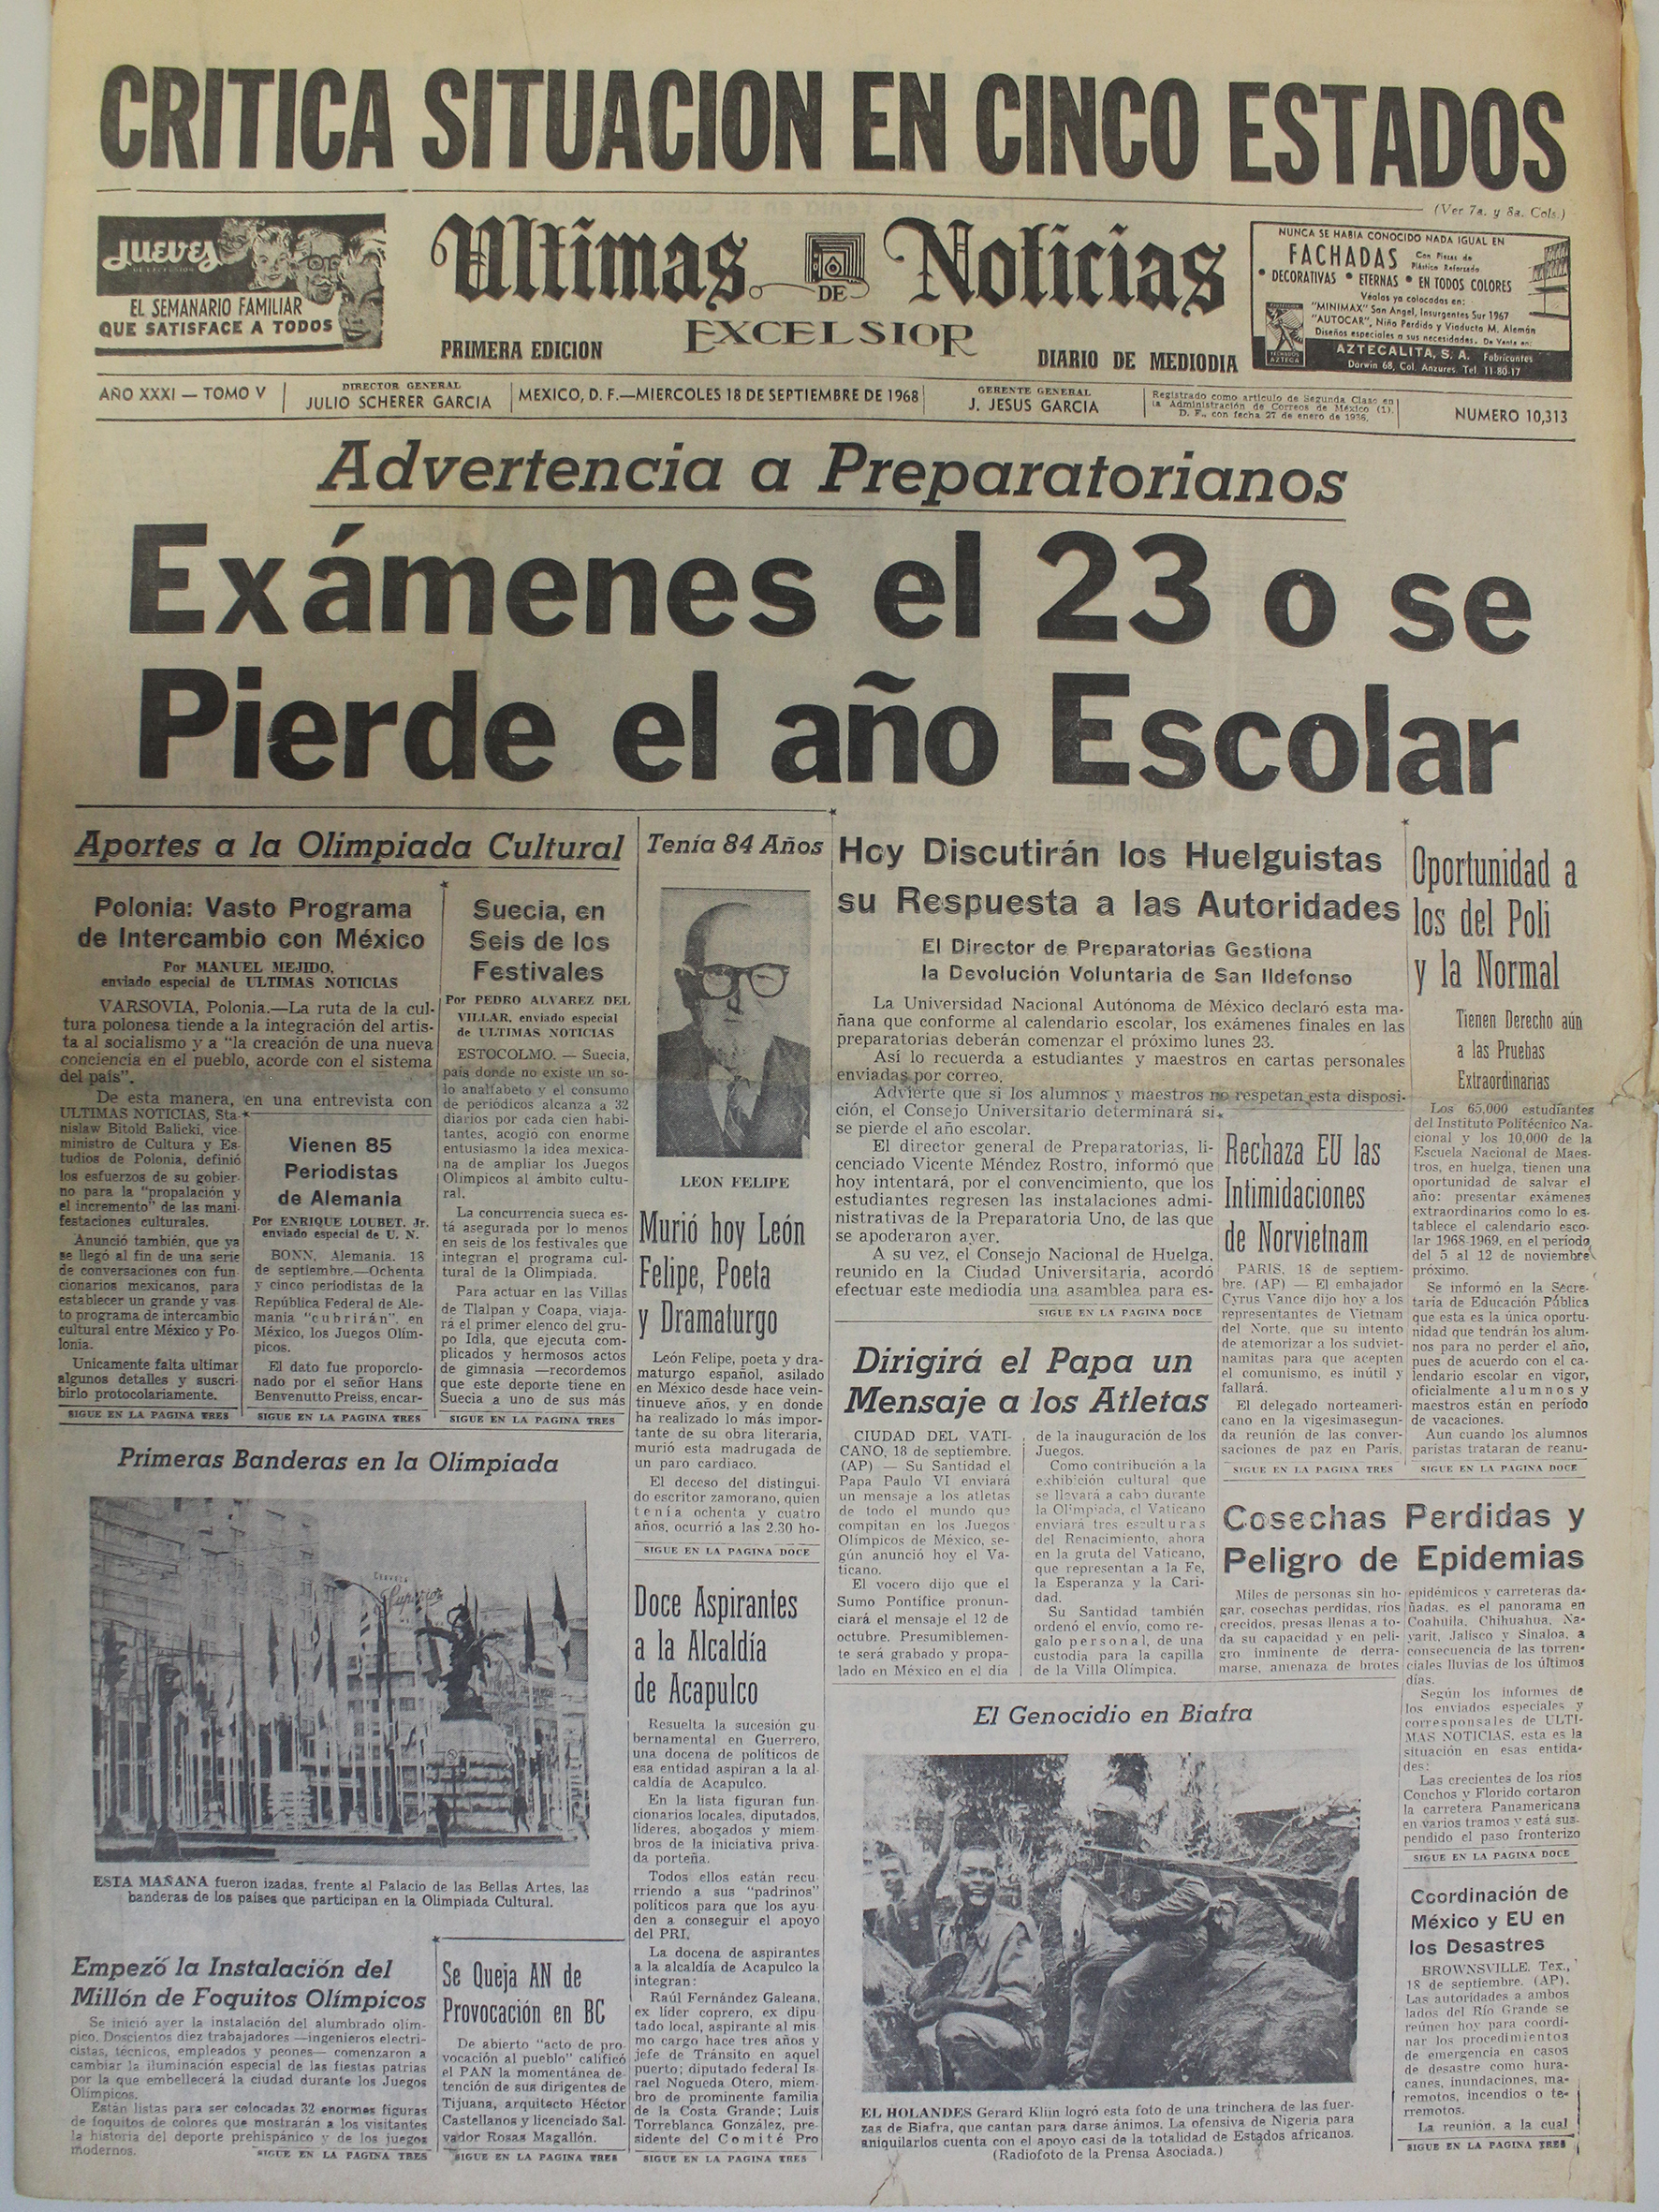 CRITICA SITUACION EN CINCO ESTADOS
(Ver 7a. y 8a. Cols.)
JUEVES
DE EXCELSIOR
EL SEMANARIO FAMILIAR
QUE SATISFACE A TODOS
Ultimas Noticias
DE
EXCELSIOR
PRIMERA EDICION
DIARIO DE MEDIODIA
NUNCA SE HABIA CONOCIDO NADA IGUAL EN
FACHADAS
Con Piezas de
Plástico Reforzado
• DECORATIVAS • ETERNAS • EN TODOS COLORES
Véalas ya colocadas en:
"MINIMAX" San Angel, Insurgentes Sur 1967
"AUTOCAR", Niño Perdido y Viaducto M. Alemán
Diseños especiales a sus necesidades. De Venta en:
AZTECALITA, S. A. Fabricantes
Darwin 68, Col. Anzures. Tel. 11-80-17
AÑO XXXI — TOMO V
DIRECTOR GENERAL
JULIO SCHERER GARCIA
MEXICO, D. F.—MIERCOLES 18 DE SEPTIEMBRE DE 1968
GERENTE GENERAL
J. JESUS GARCIA
Registrado como artículo de Segunda Clase en
la Administración de Correos de México (1),
D. F., con fecha 27 de enero de 1936.
NUMERO 10,313
Advertencia a Preparatorianos
Exámenes el 23 o se
Pierde el año Escolar
Aportes a la Olimpiada Cultural
Polonia: Vasto Programa
de Intercambio con México
Por MANUEL MEJIDO,
enviado especial de ULTIMAS NOTICIAS
VARSOVIA, Polonia.—La ruta de la cul-
tura polonesa tiende a la integración del artis-
ta al socialismo y a "la creación de una nueva
conciencia en el pueblo, acorde con el sistema
del país".
De esta manera, en una entrevista con
ULTIMAS NOTICIAS, Sta-
nislaw Bitold Balicki, vice-
ministro de Cultura y Es-
tudios de Polonia, definió
los esfuerzos de su gobier-
no para la "propalación y
el incremento" de las mani-
festaciones culturales.
Anunció también, que ya
se llegó al fin de una serie
de conversaciones con fun-
cionarios mexicanos, para
establecer un grande y vas-
to programa de intercambio
cultural entre México y Po-
lonia.
Unicamente falta ultimar
algunos detalles y suscri-
birlo protocolariamente.
SIGUE EN LA PAGINA TRES
Vienen 85
Periodistas
de Alemania
Por ENRIQUE LOUBET, Jr.
enviado especial de U. N.
BONN, Alemania, 18
de septiembre.—Ochenta
y cinco periodistas de la
República Federal de Ale-
mania "cubrirán", en
México, los Juegos Olím-
picos.
El dato fue proporcio-
nado por el señor Hans
Benvenutto Preiss, encar-
SIGUE EN LA PAGINA TRES
Suecia, en
Seis de los
Festivales
Por PEDRO ALVAREZ DEL
VILLAR, enviado especial
de ULTIMAS NOTICIAS
ESTOCOLMO. — Suecia,
país donde no existe un so-
lo analfabeto y el consumo
de periódicos alcanza a 32
diarios por cada cien habi-
tantes, acogió con enorme
entusiasmo la idea mexica-
na de ampliar los Juegos
Olímpicos al ámbito cultu-
ral.
La concurrencia sueca es-
tá asegurada por lo menos
en seis de los festivales que
integran el programa cul-
tural de la Olimpiada.
Para actuar en las Villas
de Tlalpan y Coapa, viaja-
rá el primer elenco del gru-
po Idla, que ejecuta com-
plicados y hermosos actos
de gimnasia —recordemos
que este deporte tiene en
Suecia a uno de sus más
SIGUE EN LA PAGINA TRES
Primeras Banderas en la Olimpiada
Cerveza
Superior
ESTA MAÑANA fueron izadas, frente al Palacio de las Bellas Artes, las
banderas de los países que participan en la Olimpiada Cultural.
Empezó la Instalación del
Millón de Foquitos Olímpicos
Se inició ayer la instalación del alumbrado olím-
pico. Doscientos diez trabajadores —ingenieros electri-
cistas, técnicos, empleados y peones— comenzaron a
cambiar la iluminación especial de las fiestas patrias
por la que embellecerá la ciudad durante los Juegos
Olímpicos.
Están listas para ser colocadas 32 enormes figuras
de foquitos de colores que mostrarán a los visitantes
la historia del deporte prehispánico y de los juegos
modernos.
SIGUE EN LA PAGINA TRES
Se Queja AN de
Provocación en BC
De abierto "acto de pro-
vocación al pueblo" calificó
el PAN la momentánea de-
tención de sus dirigentes de
Tijuana, arquitecto Héctor
Castellanos y licenciado Sal-
vador Rosas Magallón.
SIGUE EN LA PAGINA TRES
Tenía 84 Años
LEON FELIPE
Murió hoy León
Felipe, Poeta
y Dramaturgo
León Felipe, poeta y dra-
maturgo español, asilado
en México desde hace vein-
tinueve años, y en donde
ha realizado lo más impor-
tante de su obra literaria,
murió esta madrugada de
un paro cardiaco.
El deceso del distingui-
do escritor zamorano, quien
tenía ochenta y cuatro
años, ocurrió a las 2.30 ho-
SIGUE EN LA PAGINA DOCE
Doce Aspirantes
a la Alcaldía
de Acapulco
Resuelta la sucesión gu-
bernamental en Guerrero,
una docena de políticos de
esa entidad aspiran a la al-
caldía de Acapulco.
En la lista figuran fun-
cionarios locales, diputados,
líderes, abogados y miem-
bros de la iniciativa priva-
da porteña.
Todos ellos están recu-
rriendo a sus "padrinos"
políticos para que los ayu-
den a conseguir el apoyo
del PRI.
La docena de aspirantes
a la alcaldía de Acapulco la
integran:
Raúl Fernández Galeana,
ex líder coprero, ex dipu-
tado local, aspirante al mis-
mo cargo hace tres años y
jefe de Tránsito en aquel
puerto; diputado federal Is-
rael Nogueda Otero, miem-
bro de prominente familia
de la Costa Grande; Luis
Torreblanca González, pre-
sidente del Comité Pro
SIGUE EN LA PAGINA TRES
Hoy Discutirán los Huelguistas
su Respuesta a las Autoridades
El Director de Preparatorias Gestiona
la Devolución Voluntaria de San Ildefonso
La Universidad Nacional Autónoma de México declaró esta ma-
ñana que conforme al calendario escolar, los exámenes finales en las
preparatorias deberán comenzar el próximo lunes 23.
Así lo recuerda a estudiantes y maestros en cartas personales
enviadas por correo.
Advierte que si los alumnos y maestros no respetan esta disposi-
ción, el Consejo Universitario determinará si
se pierde el año escolar.
El director general de Preparatorias, li-
cenciado Vicente Méndez Rostro, informó que
hoy intentará, por el convencimiento, que los
estudiantes regresen las instalaciones admi-
nistrativas de la Preparatoria Uno, de las que
se apoderaron ayer.
A su vez, el Consejo Nacional de Huelga,
reunido en la Ciudad Universitaria, acordó
efectuar este mediodía una asamblea para es-
SIGUE EN LA PAGINA DOCE
Rechaza EU las
Intimidaciones
de Norvietnam
PARIS, 18 de septiem-
bre. (AP) — El embajador
Cyrus Vance dijo hoy a los
representantes de Vietnam
del Norte, que su intento
de atemorizar a los sudviet-
namitas para que acepten
el comunismo, es inútil y
fallará.
El delegado norteameri-
cano en la vigesimasegun-
da reunión de las conver-
saciones de paz en París,
SIGUE EN LA PAGINA TRES
Oportunidad a
los del Poli
y la Normal
Tienen Derecho aún
a las Pruebas
Extraordinarias
Los 65,000 estudiantes
del Instituto Politécnico Na-
cional y los 10,000 de la
Escuela Nacional de Maes-
tros, en huelga, tienen una
oportunidad de salvar el
año: presentar exámenes
extraordinarios como lo es-
tablece el calendario esco-
lar 1968-1969, en el período
del 5 al 12 de noviembre
próximo.
Se informó en la Secre-
taría de Educación Pública
que esta es la única oportu-
nidad que tendrán los alum-
nos para no perder el año,
pues de acuerdo con el ca-
lendario escolar en vigor,
oficialmente alumnos y
maestros están en período
de vacaciones.
Aun cuando los alumnos
paristas trataran de reanu-
SIGUE EN LA PAGINA DOCE
Dirigirá el Papa un
Mensaje a los Atletas
CIUDAD DEL VATI-
CANO, 18 de septiembre.
(AP) — Su Santidad el
Papa Paulo VI enviará
un mensaje a los atletas
de todo el mundo que
compitan en los Juegos
Olímpicos de México, se-
gún anunció hoy el Va-
ticano.
El vocero dijo que el
Sumo Pontífice pronun-
ciará el mensaje el 12 de
octubre. Presumiblemen-
te será grabado y propa-
lado en México en el día
de la inauguración de los
Juegos.
Como contribución a la
exhibición cultural que
se llevará a cabo durante
la Olimpiada, el Vaticano
enviará tres esculturas
del Renacimiento, ahora
en la gruta del Vaticano,
que representan a la Fe,
la Esperanza y la Cari-
dad.
Su Santidad también
ordenó el envío, como re-
galo personal, de una
custodia para la capilla
de la Villa Olímpica.
Cosechas Perdidas y
Peligro de Epidemias
Miles de personas sin ho-
gar, cosechas perdidas, ríos
crecidos, presas llenas a to-
da su capacidad y en peli-
gro inminente de derra-
marse, amenaza de brotes
epidémicos y carreteras da-
ñadas, es el panorama en
Coahuila, Chihuahua, Na-
yarit, Jalisco y Sinaloa, a
consecuencia de las torren-
ciales lluvias de los últimos
días.
Según los informes de
los enviados especiales y
corresponsales de ULTI-
MAS NOTICIAS, esta es la
situación en esas entida-
des:
Las crecientes de los ríos
Conchos y Florido cortaron
la carretera Panamericana
en varios tramos y está sus-
pendido el paso fronterizo
SIGUE EN LA PAGINA DOCE
El Genocidio en Biafra
EL HOLANDES Gerard Klijn logró esta foto de una trinchera de las fuer-
zas de Biafra, que cantan para darse ánimos. La ofensiva de Nigeria para
aniquilarlos cuenta con el apoyo casi de la totalidad de Estados africanos.
(Radiofoto de la Prensa Asociada.)
Coordinación de
México y EU en
los Desastres
BROWNSVILLE, Tex.,
18 de septiembre. (AP).
Las autoridades a ambos
lados del Río Grande se
reúnen hoy para coordi-
nar los procedimientos
de emergencia en casos
de desastre como hura-
canes, inundaciones, ma-
remotos, incendios o te-
rremotos.
La reunión, a la cual
SIGUE EN LA PAGINA TRES